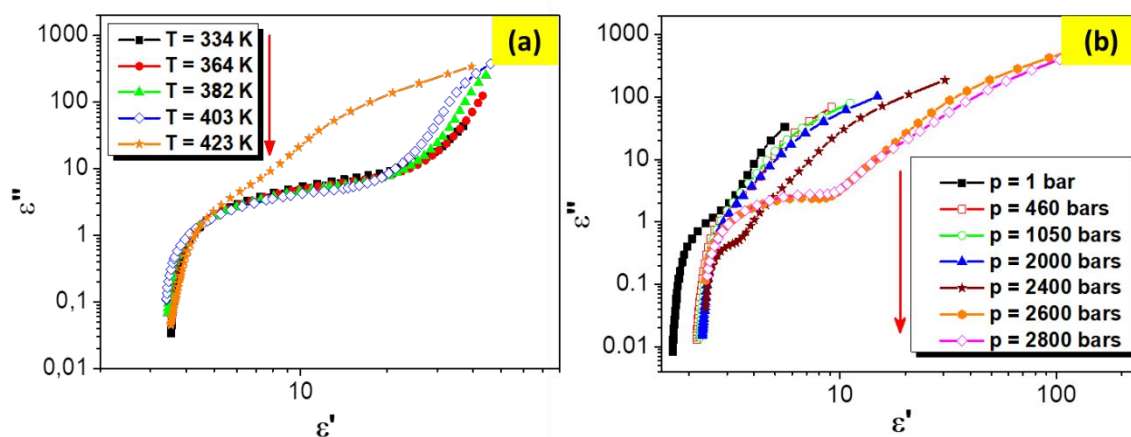 (a)
T = 334 K
T = 364 K
T = 382 K
T = 403 K
T = 423 K
1000
100
10
1
0,1
0,01
ε''
10
ε'
(b)
1000
100
10
1
0.1
0.01
ε''
p = 1 bar
p = 460 bars
p = 1050 bars
p = 2000 bars
p = 2400 bars
p = 2600 bars
p = 2800 bars
10
100
ε'